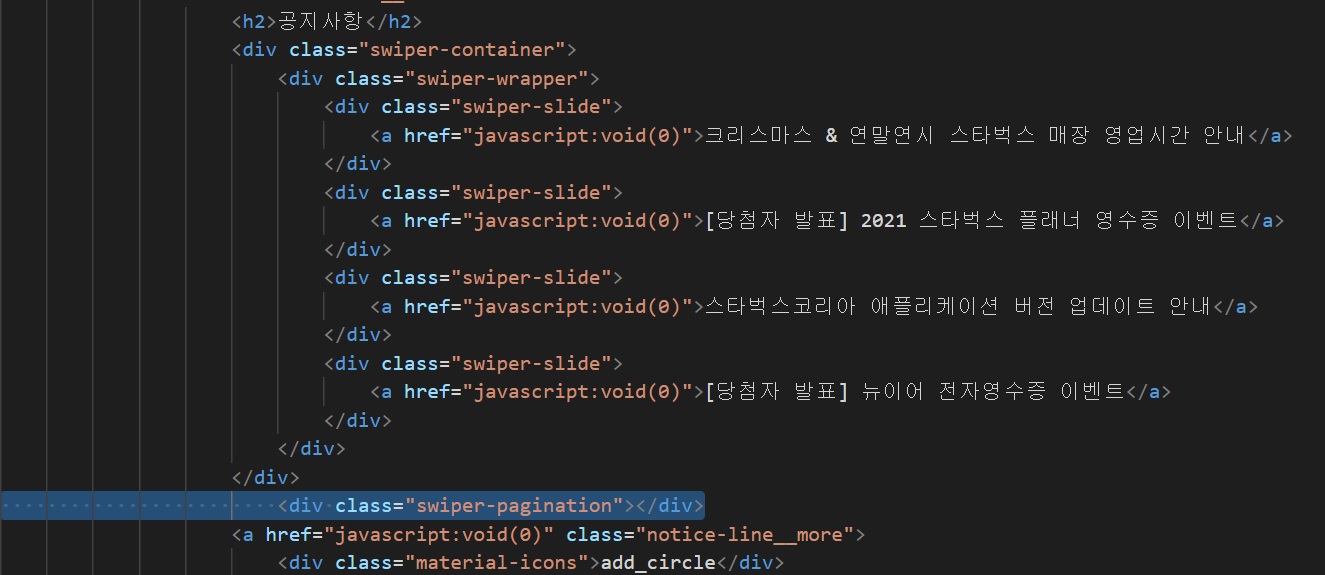 <h2>공지사항</h2>
<div class="swiper-container">
<div class="swiper-wrapper">
<div class="swiper-slide">
<a href="javascript:void(0)">크리스마스 & 연말연시 스타벅스 매장 영업시간 안내</a>
</div>
<div class="swiper-slide">
<a href="javascript:void(0)">[당첨자 발표] 2021 스타벅스 플래너 영수증 이벤트</a>
</div>
<div class="swiper-slide">
<a href="javascript:void(0)">스타벅스코리아 애플리케이션 버전 업데이트 안내</a>
</div>
<div class="swiper-slide">
<a href="javascript:void(0)">[당첨자 발표] 뉴이어 전자영수증 이벤트</a>
</div>
</div>
</div>
<div class="swiper-pagination"></div>
<a href="javascript:void(0)" class="notice-line__more">
<div class="material-icons">add_circle</div>